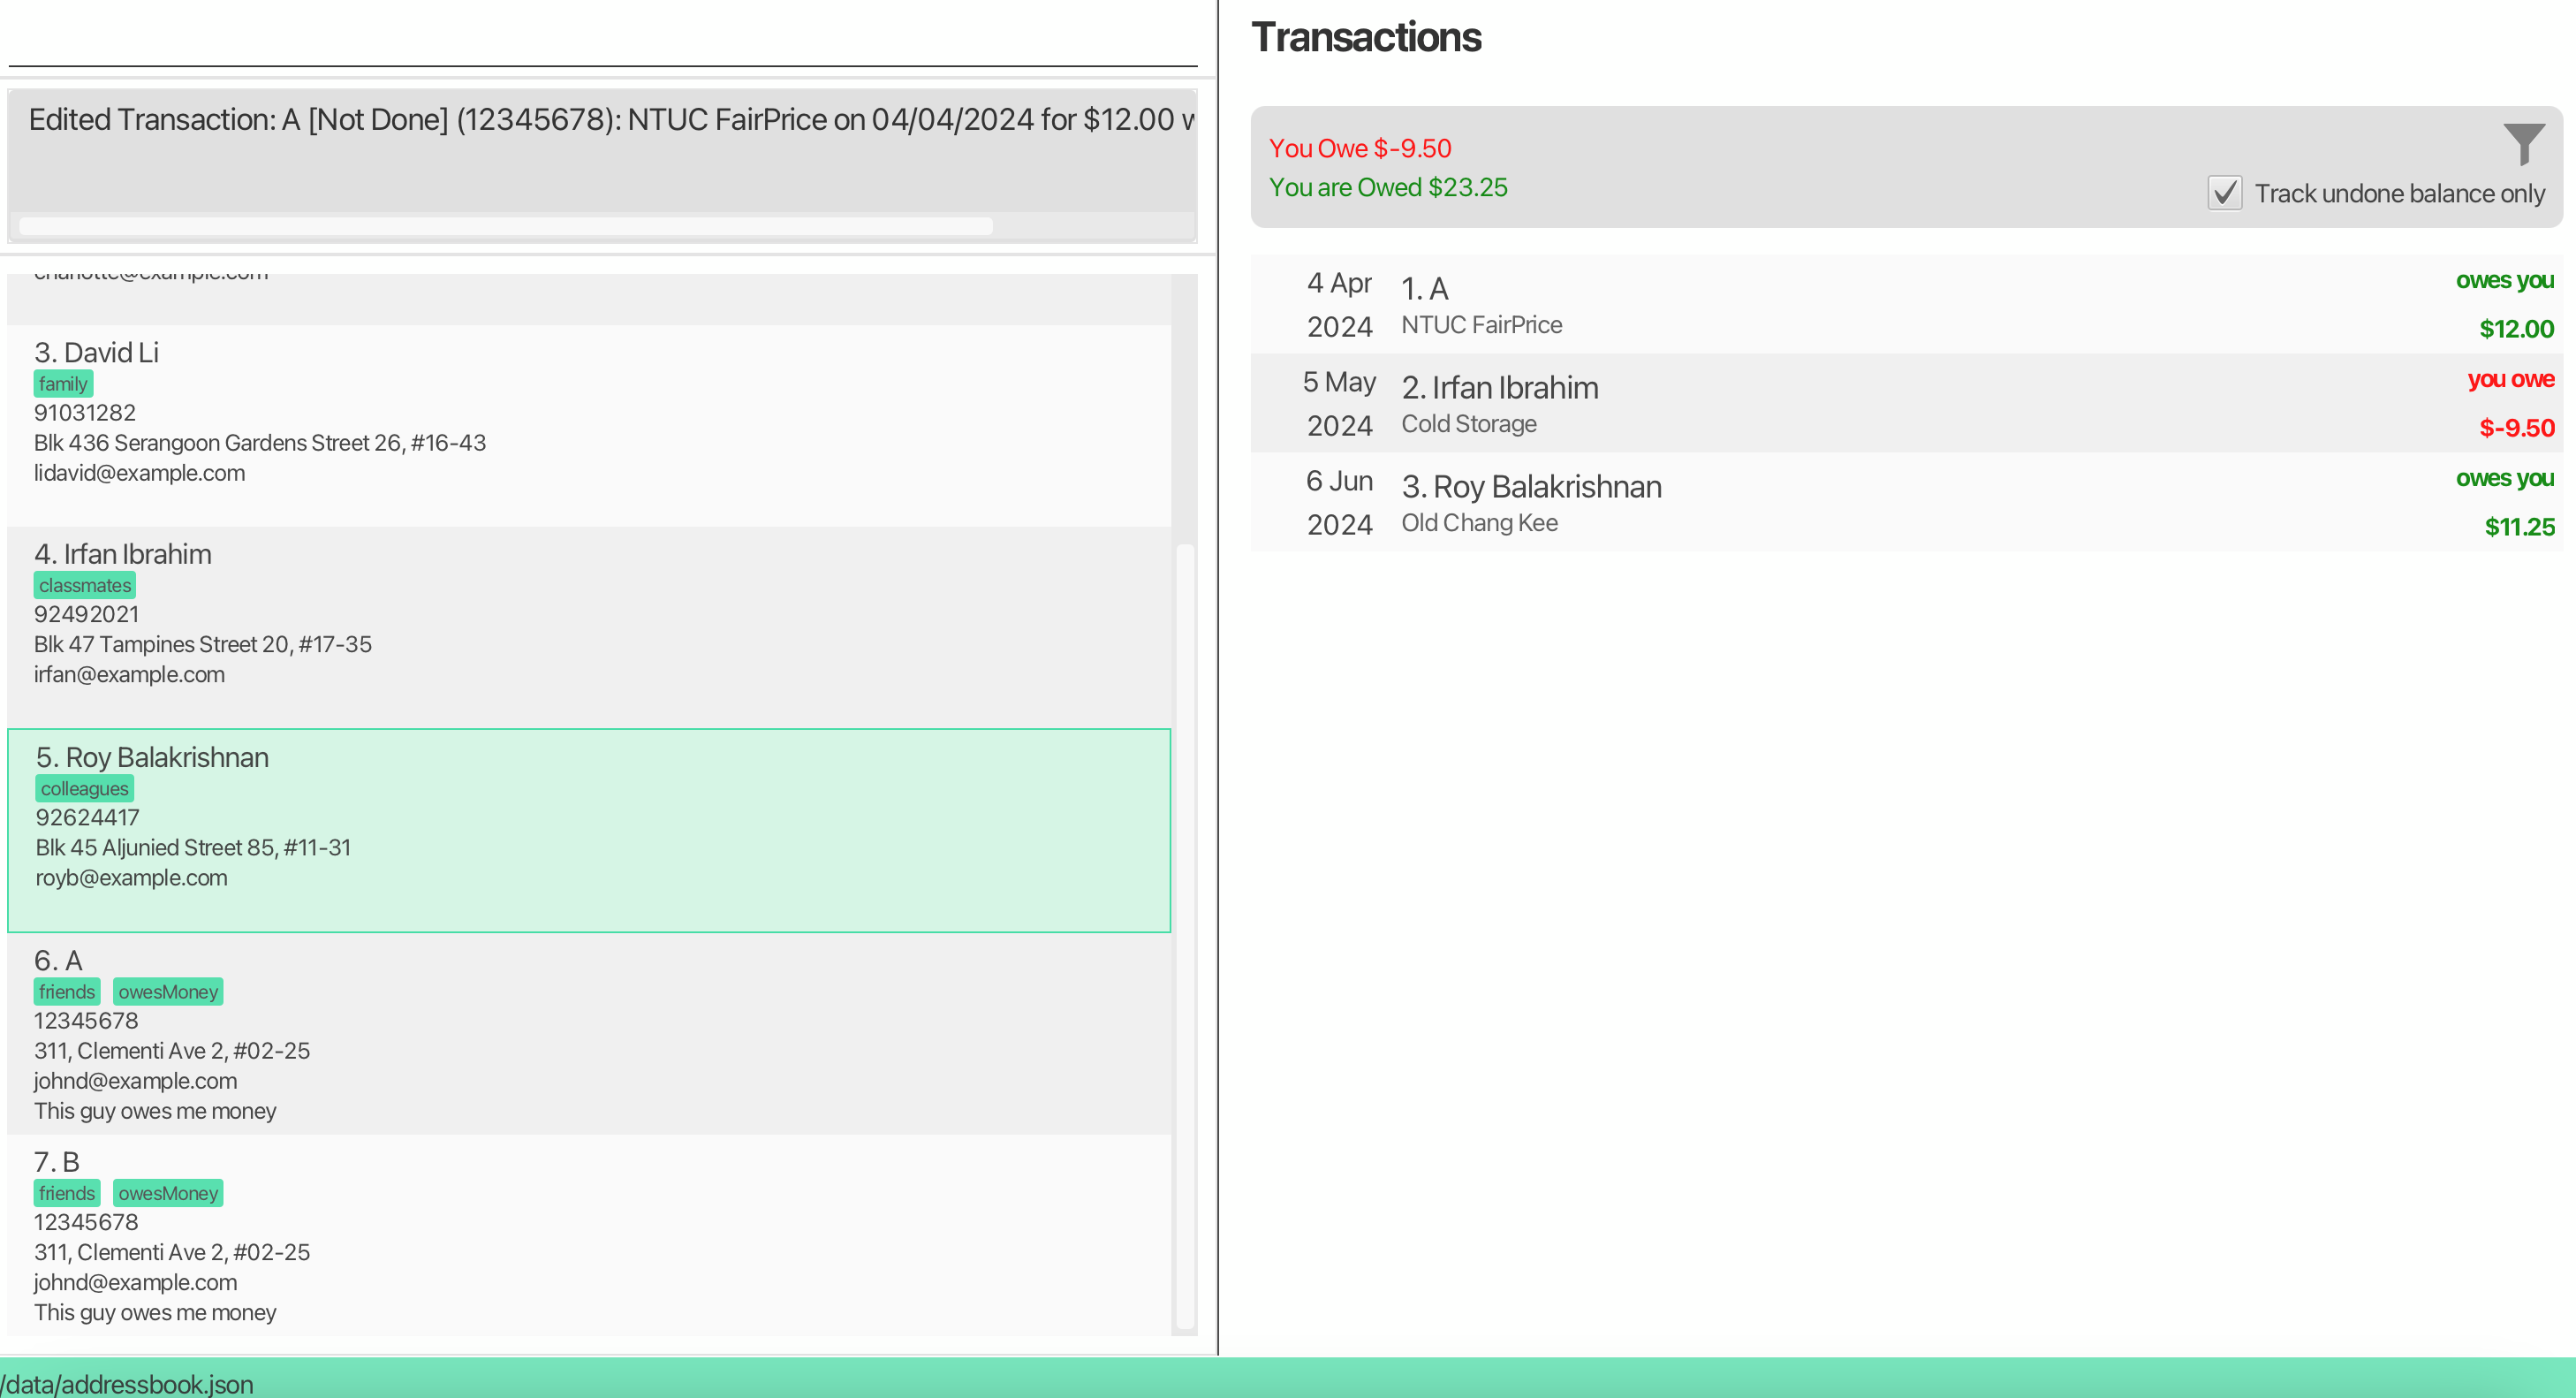 Edited Transaction: A [Not Done] (12345678): NTUC FairPrice on 04/04/2024 for $12.00
charlotte@example.com
3. David Li
family
91031282
Blk 436 Serangoon Gardens Street 26, #16-43
lidavid@example.com
4. Irfan Ibrahim
classmates
92492021
Blk 47 Tampines Street 20, #17-35
irfan@example.com
5. Roy Balakrishnan
colleagues
92624417
Blk 45 Aljunied Street 85, #11-31
royb@example.com
6. A
friends owesMoney
12345678
311, Clementi Ave 2, #02-25
johnd@example.com
This guy owes me money
7. B
friends owesMoney
12345678
311, Clementi Ave 2, #02-25
johnd@example.com
This guy owes me money
/data/addressbook.json
Transactions
You Owe $-9.50
You are Owed $23.25
Track undone balance only
4 Apr 1. A owes you
2024 NTUC FairPrice $12.00
5 May 2. Irfan Ibrahim you owe
2024 Cold Storage $-9.50
6 Jun 3. Roy Balakrishnan owes you
2024 Old Chang Kee $11.25